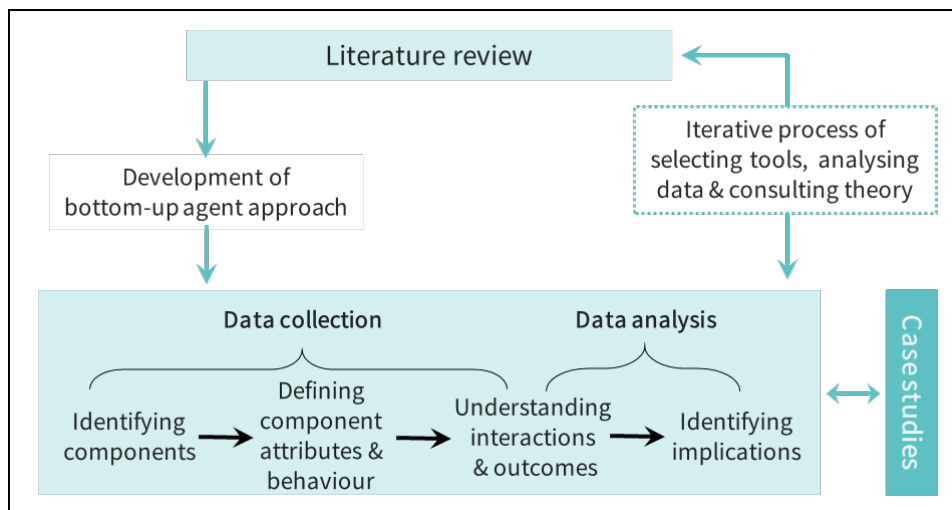 Literature review
Iterative process of
selecting tools, analysing
data & consulting theory
Development of
bottom-up agent approach
Data collection
Data analysis
Identifying
components
Defining
component
attributes &
behaviour
Understanding
interactions
& outcomes
Identifying
implications
Case studies